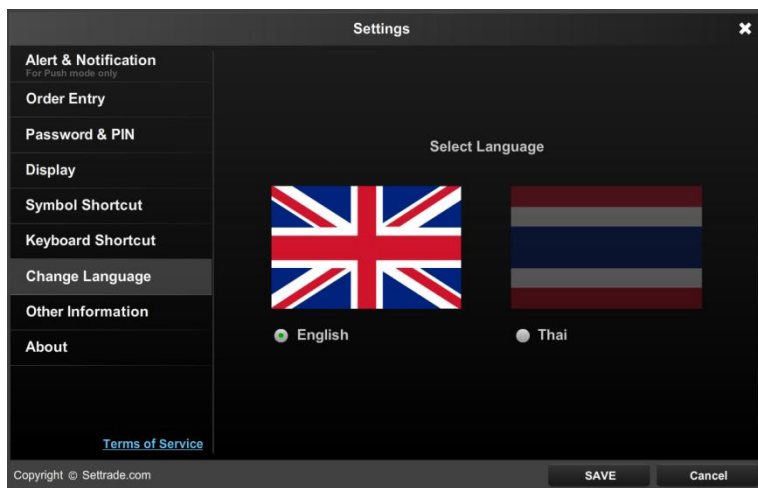 Settings
Alert & Notification
For Push mode only
Order Entry
Password & PIN
Display
Symbol Shortcut
Keyboard Shortcut
Change Language
Other Information
About
Terms of Service
Select Language
English
Thai
Copyright © Settrade.com
SAVE
Cancel